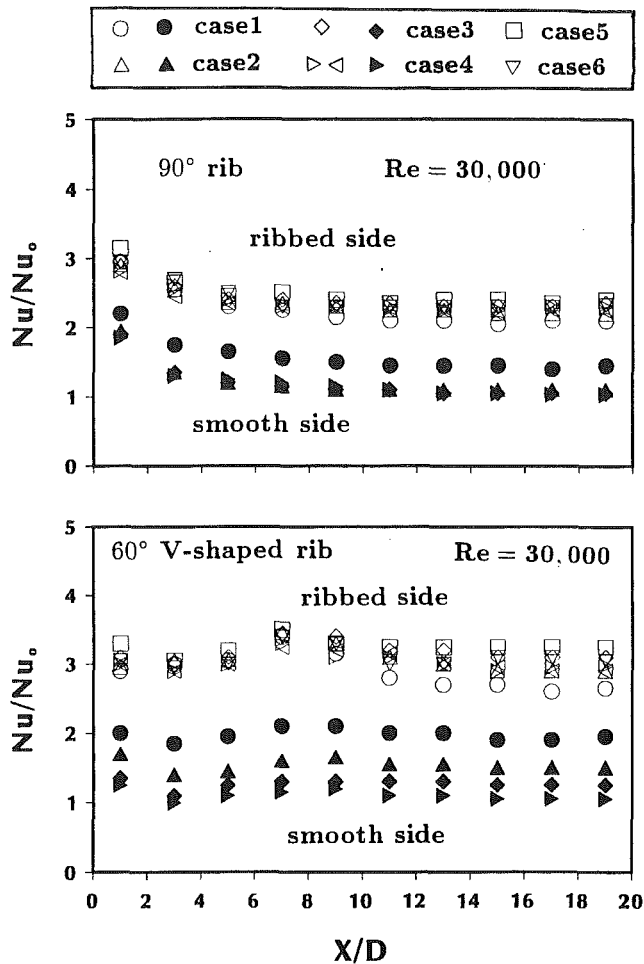 case1 case3 case5
case2 case4 case6
5
4
3
2
1
0
Nu/Nu₀
90° rib Re = 30,000
ribbed side
smooth side
5
4
3
2
1
0
Nu/Nu₀
60° V-shaped rib Re = 30,000
ribbed side
smooth side
0 2 4 6 8 10 12 14 16 18 20
X/D